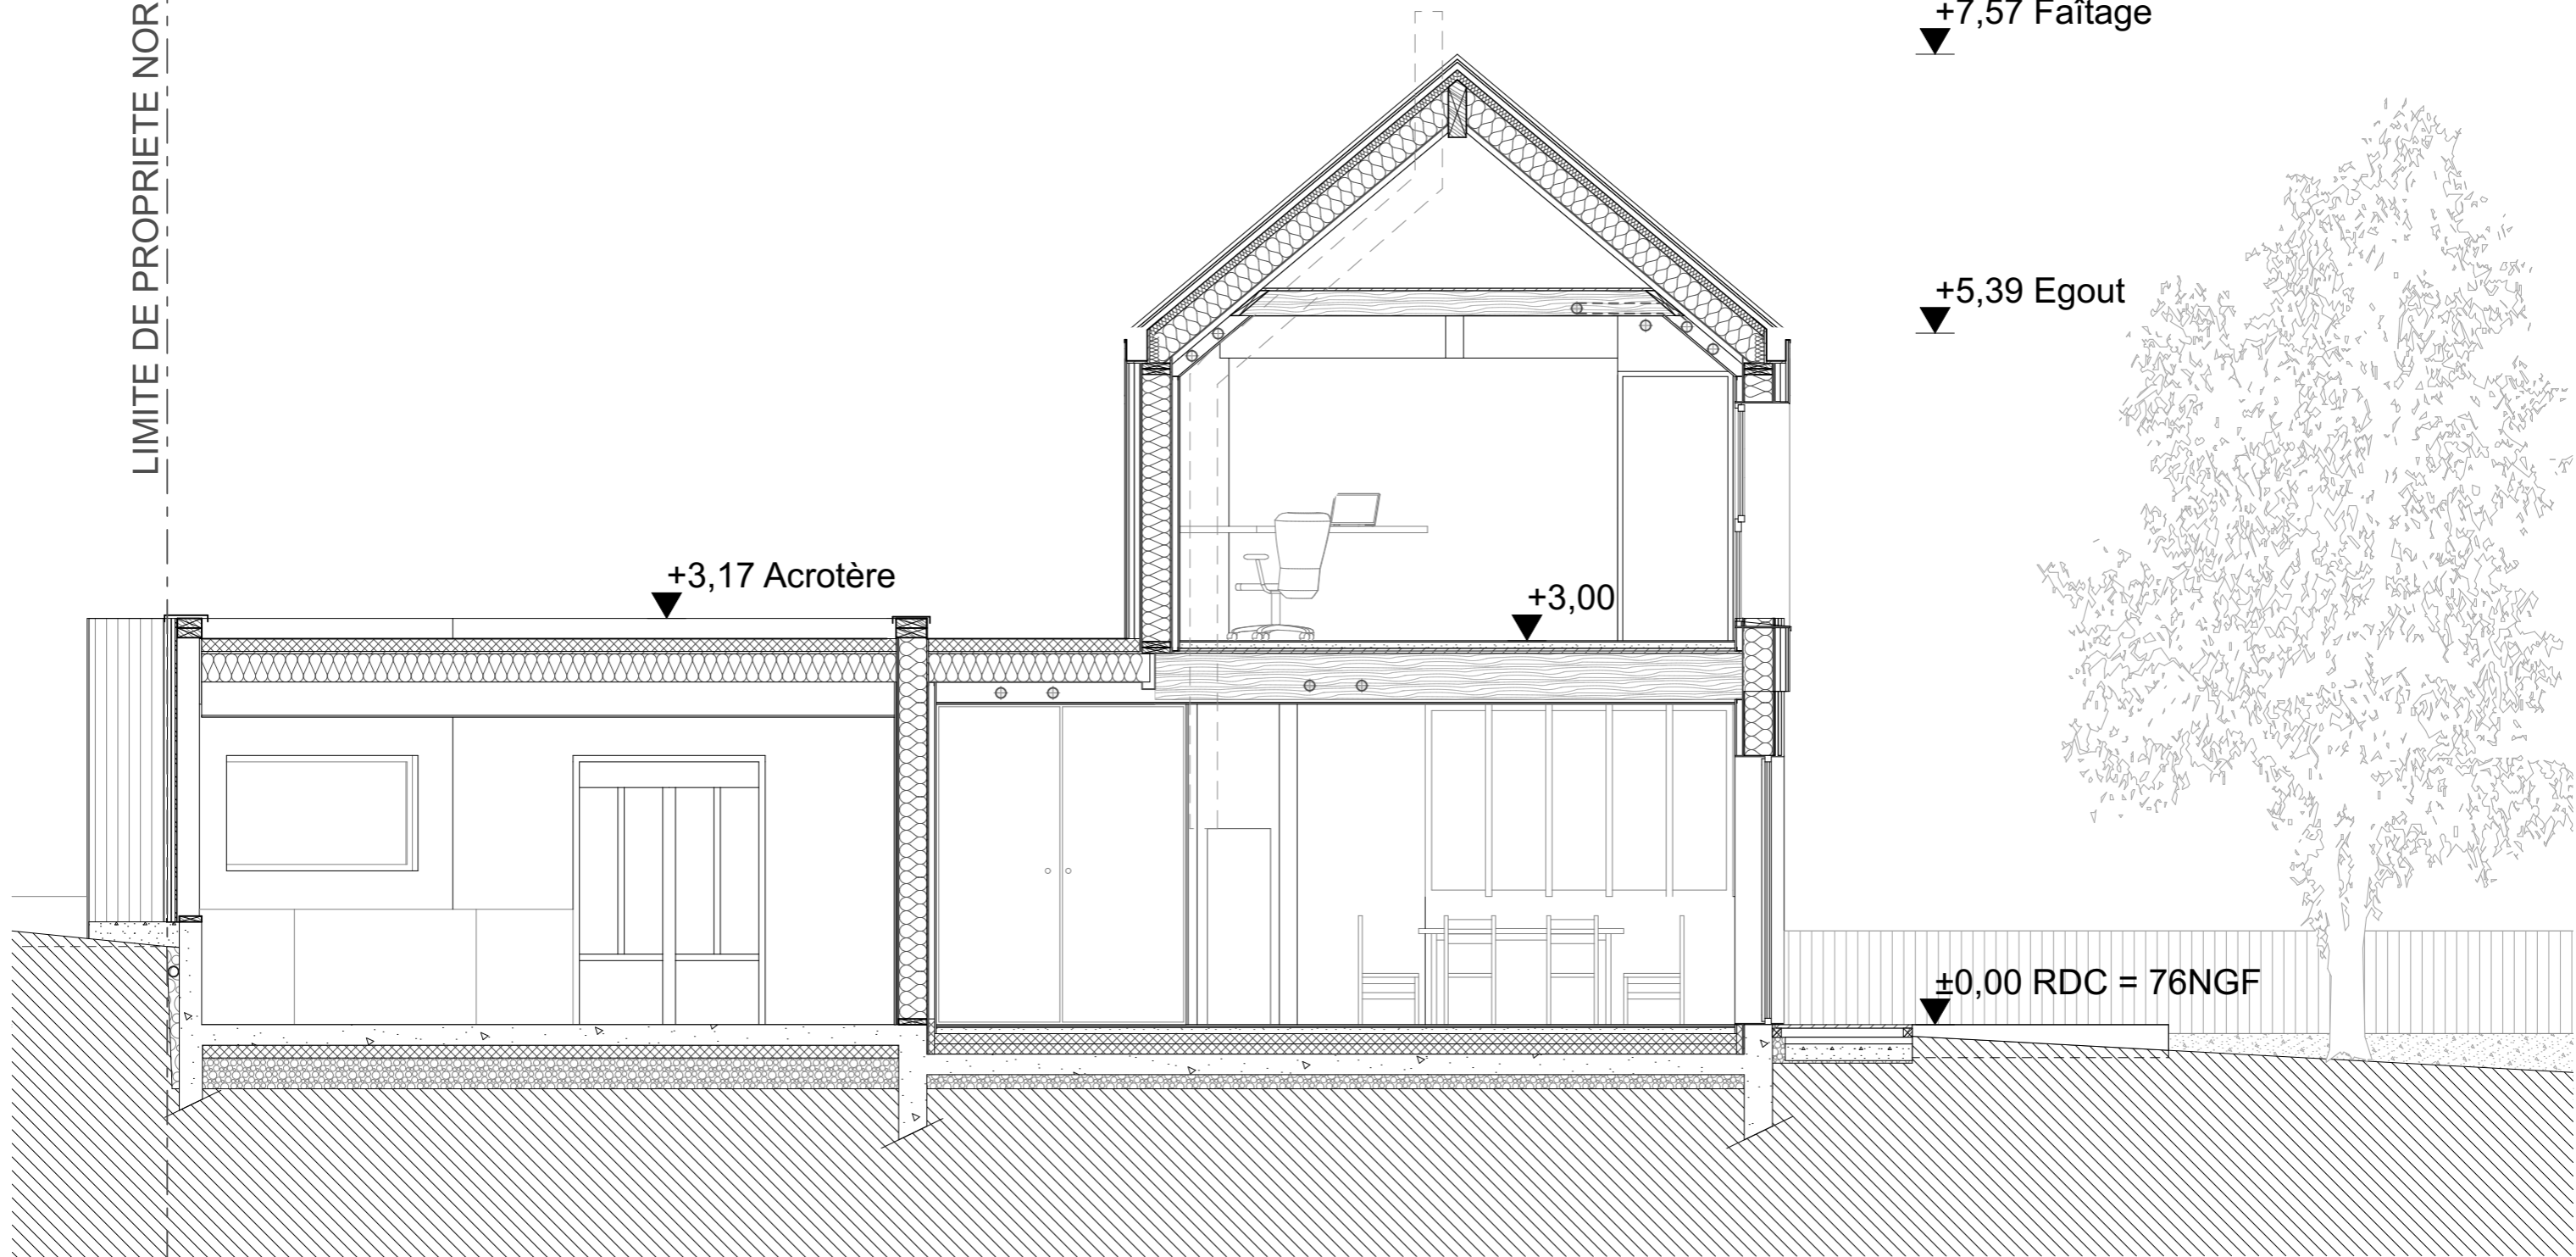 +7,57 Faîtage
LIMITE DE PROPRIETE NOR
+5,39 Egout
+3,17 Acrotère
+3,00
±0,00 RDC = 76NGF